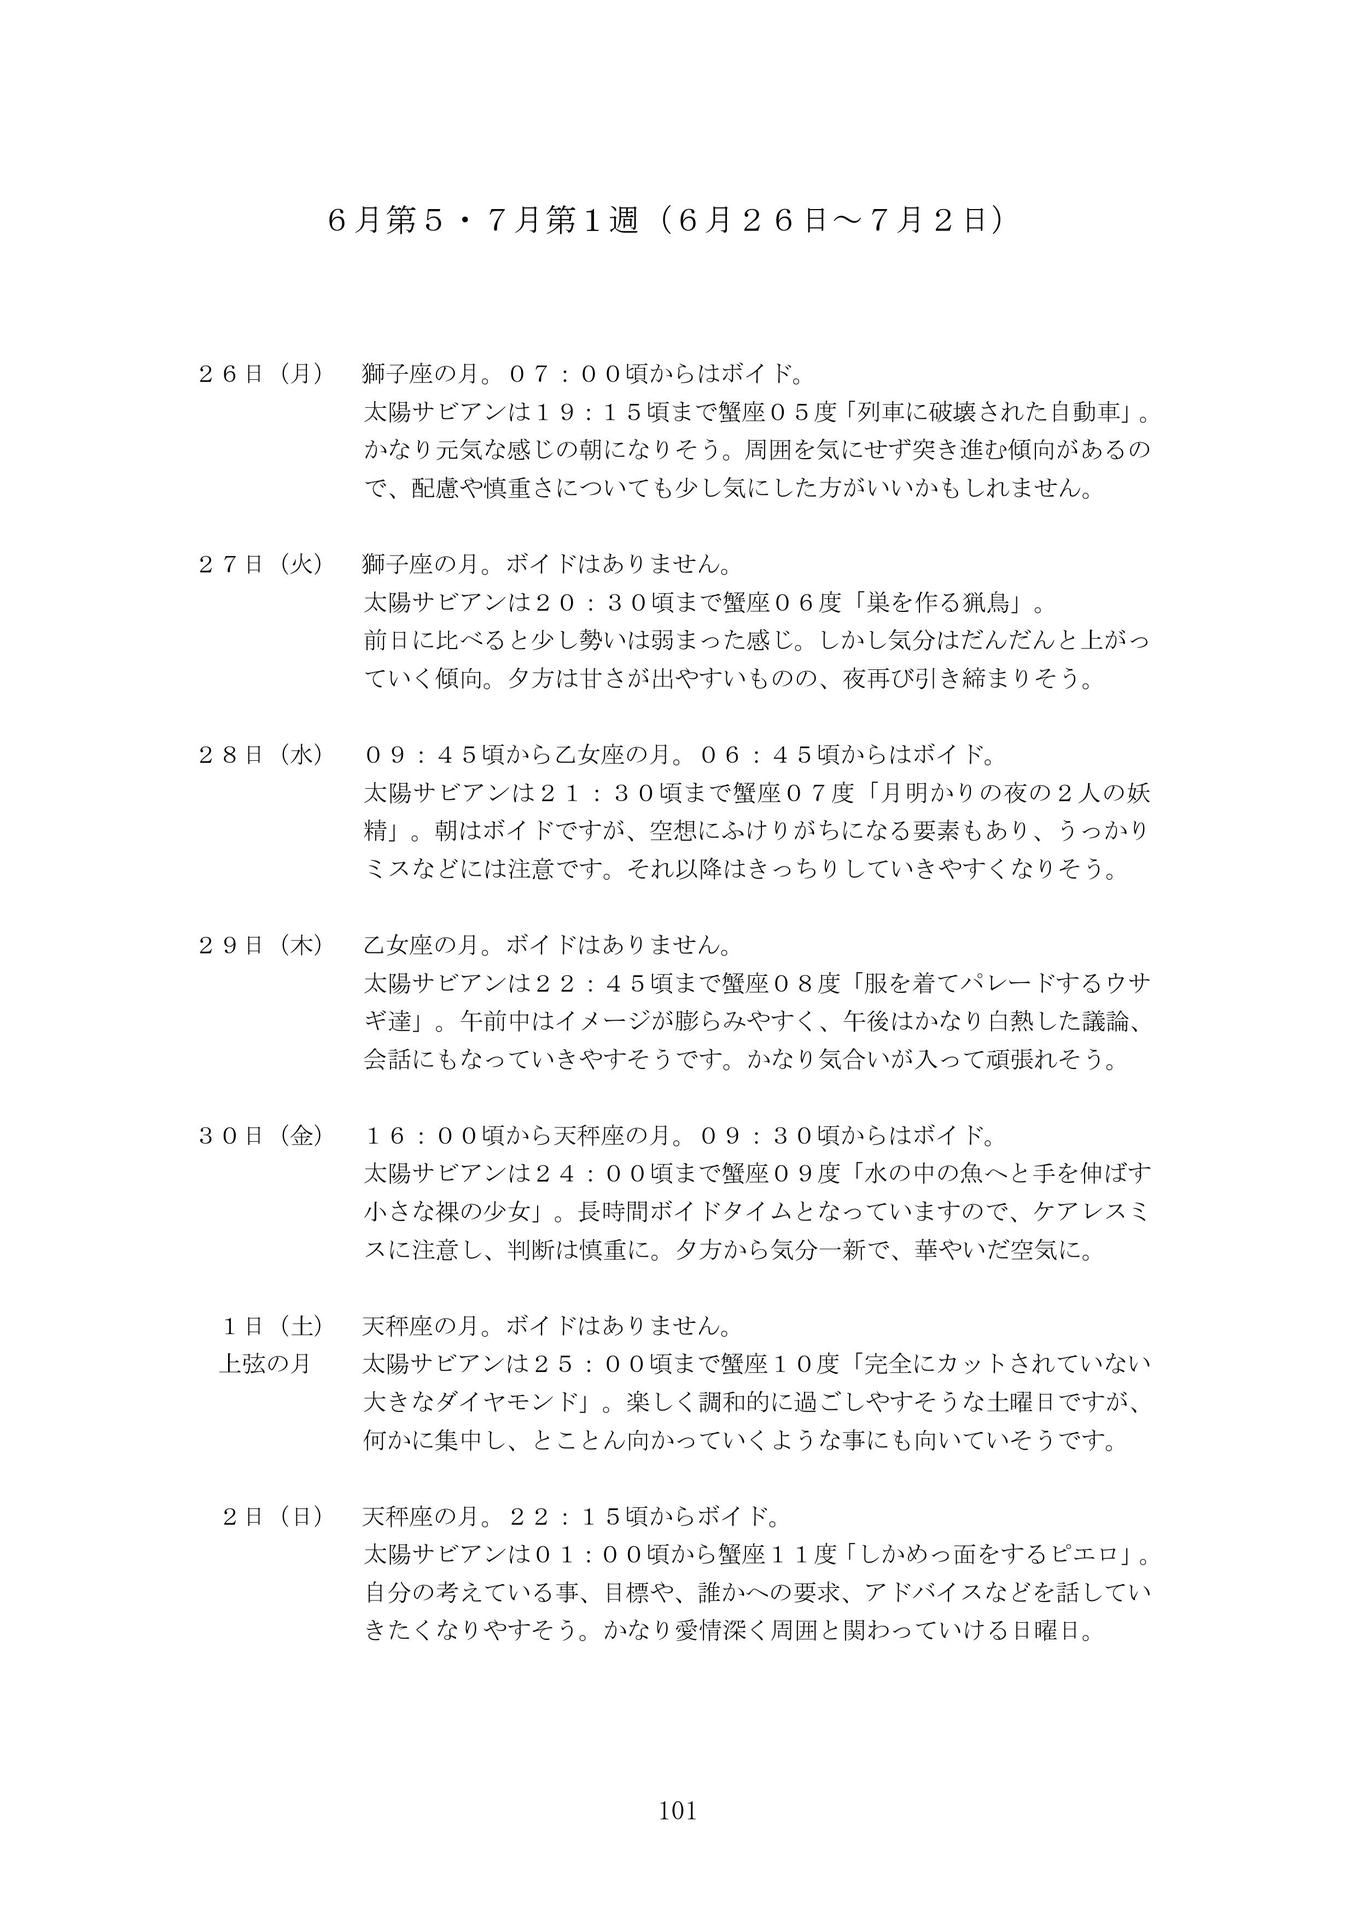 ６月第５・７月第１週（６月２６日～７月２日）
２６日（月）　獅子座の月。０７：００頃からはボイド。
太陽サビアンは１９：１５頃まで蟹座０５度「列車に破壊された自動車」。
かなり元気な感じの朝になりそう。周囲を気にせず突き進む傾向があるの
で、配慮や慎重さについても少し気にした方がいいかもしれません。
２７日（火）　獅子座の月。ボイドはありません。
太陽サビアンは２０：３０頃まで蟹座０６度「巣を作る猟鳥」。
前日に比べると少し勢いは弱まった感じ。しかし気分はだんだんと上がっ
ていく傾向。夕方は甘さが出やすいものの、夜再び引き締まりそう。
２８日（水）　０９：４５頃から乙女座の月。０６：４５頃からはボイド。
太陽サビアンは２１：３０頃まで蟹座０７度「月明かりの夜の２人の妖
精」。朝はボイドですが、空想にふけりがちになる要素もあり、うっかり
ミスなどには注意です。それ以降はきっちりしていきやすくなりそう。
２９日（木）　乙女座の月。ボイドはありません。
太陽サビアンは２２：４５頃まで蟹座０８度「服を着てパレードするウサ
ギ達」。午前中はイメージが膨らみやすく、午後はかなり白熱した議論、
会話にもなっていきやすそうです。かなり気合いが入って頑張れそう。
３０日（金）　１６：００頃から天秤座の月。０９：３０頃からはボイド。
太陽サビアンは２４：００頃まで蟹座０９度「水の中の魚へと手を伸ばす
小さな裸の少女」。長時間ボイドタイムとなっていますので、ケアレスミ
スに注意し、判断は慎重に。夕方から気分一新で、華やいだ空気に。
１日（土）　天秤座の月。ボイドはありません。
上弦の月　太陽サビアンは２５：００頃まで蟹座１０度「完全にカットされていない
大きなダイヤモンド」。楽しく調和的に過ごしやすそうな土曜日ですが、
何かに集中し、とことん向かっていくような事にも向いていそうです。
２日（日）　天秤座の月。２２：１５頃からボイド。
太陽サビアンは０１：００頃から蟹座１１度「しかめっ面をするピエロ」。
自分の考えている事、目標や、誰かへの要求、アドバイスなどを話してい
きたくなりやすそう。かなり愛情深く周囲と関わっていける日曜日。
101